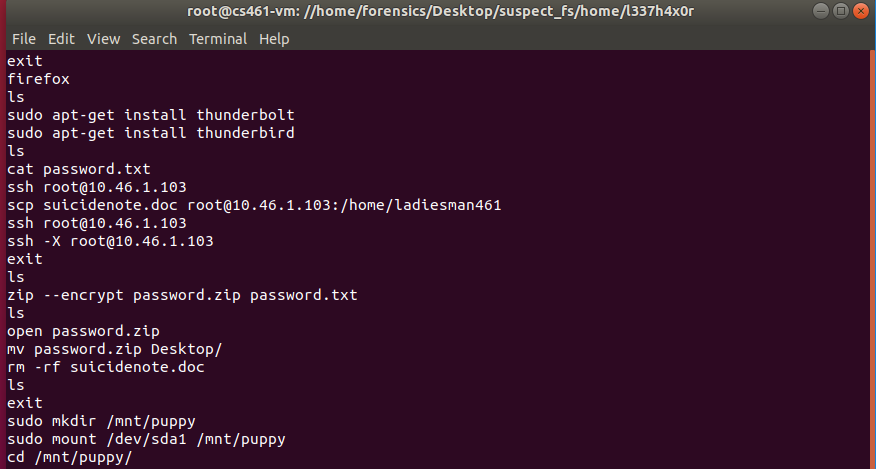 root@cs461-vm: //home/forensics/Desktop/suspect_fs/home/l337h4x0r
File Edit View Search Terminal Help
exit
firefox
ls
sudo apt-get install thunderbolt
sudo apt-get install thunderbird
ls
cat password.txt
ssh root@10.46.1.103
scp suicidenote.doc root@10.46.1.103:/home/ladiesman461
ssh root@10.46.1.103
ssh -X root@10.46.1.103
exit
ls
zip --encrypt password.zip password.txt
ls
open password.zip
mv password.zip Desktop/
rm -rf suicidenote.doc
ls
exit
sudo mkdir /mnt/puppy
sudo mount /dev/sda1 /mnt/puppy
cd /mnt/puppy/